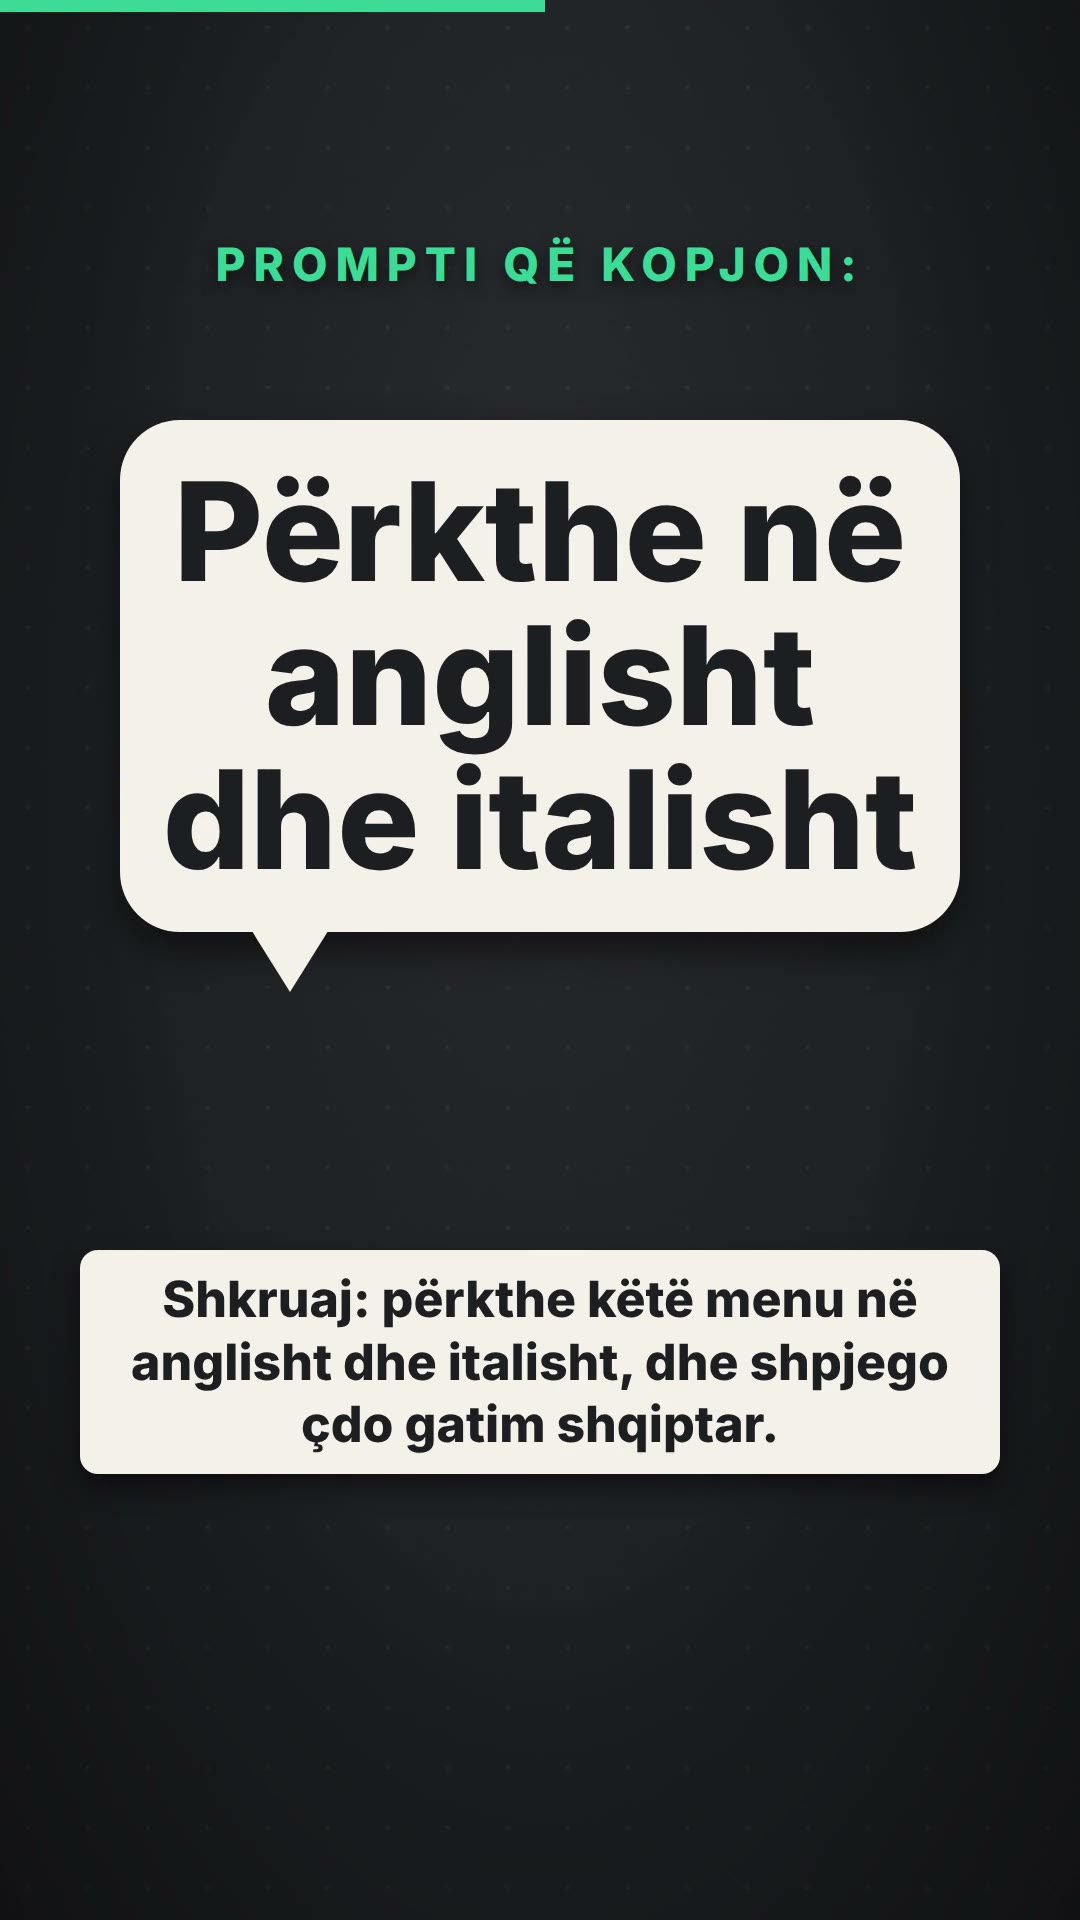 PROMPTI QË KOPJON:
Përkthe në
anglisht
dhe italisht
Shkruaj: përkthe këtë menu në
anglisht dhe italisht, dhe shpjego
çdo gatim shqiptar.